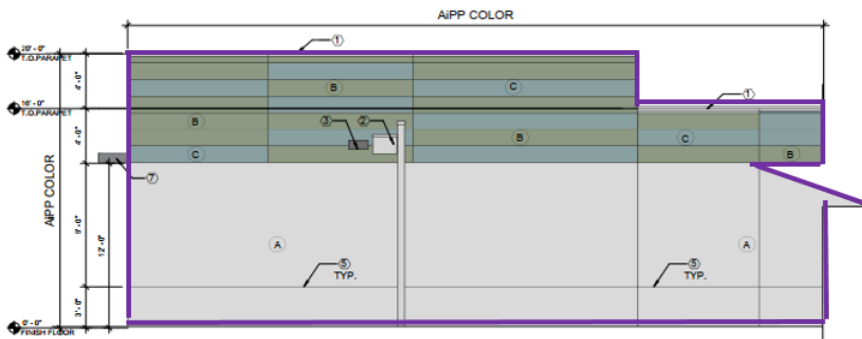 AiPP COLOR
20' - 0"
T.O.PARAPET
1
4'-0"
B
C
16' - 0"
T.O.PARAPET
1
B
3
2
4'-0"
B
C
C
B
7
AiPP COLOR
9'-0"
12'-0"
A
A
5
TYP.
5
TYP.
3'-0"
0' - 0"
FINISH FLOOR